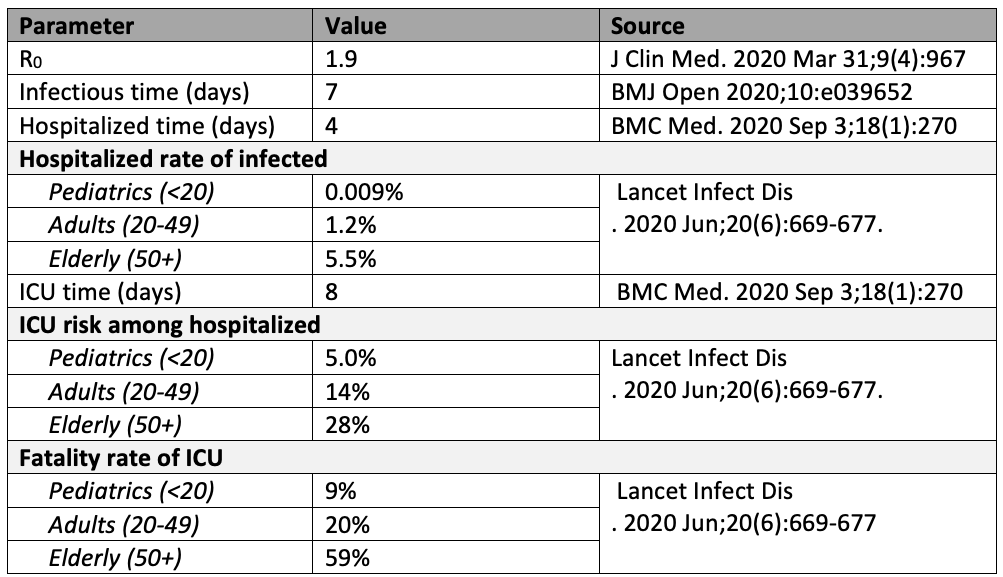 Parameter Value Source
R0 1.9 J Clin Med. 2020 Mar 31;9(4):967
Infectious time (days) 7 BMJ Open 2020;10:e039652
Hospitalized time (days) 4 BMC Med. 2020 Sep 3;18(1):270
Hospitalized rate of infected
Pediatrics (<20) 0.009% Lancet Infect Dis
Adults (20-49) 1.2% . 2020 Jun;20(6):669-677.
Elderly (50+) 5.5%
ICU time (days) 8 BMC Med. 2020 Sep 3;18(1):270
ICU risk among hospitalized
Pediatrics (<20) 5.0% Lancet Infect Dis
Adults (20-49) 14% . 2020 Jun;20(6):669-677.
Elderly (50+) 28%
Fatality rate of ICU
Pediatrics (<20) 9% Lancet Infect Dis
Adults (20-49) 20% . 2020 Jun;20(6):669-677
Elderly (50+) 59%